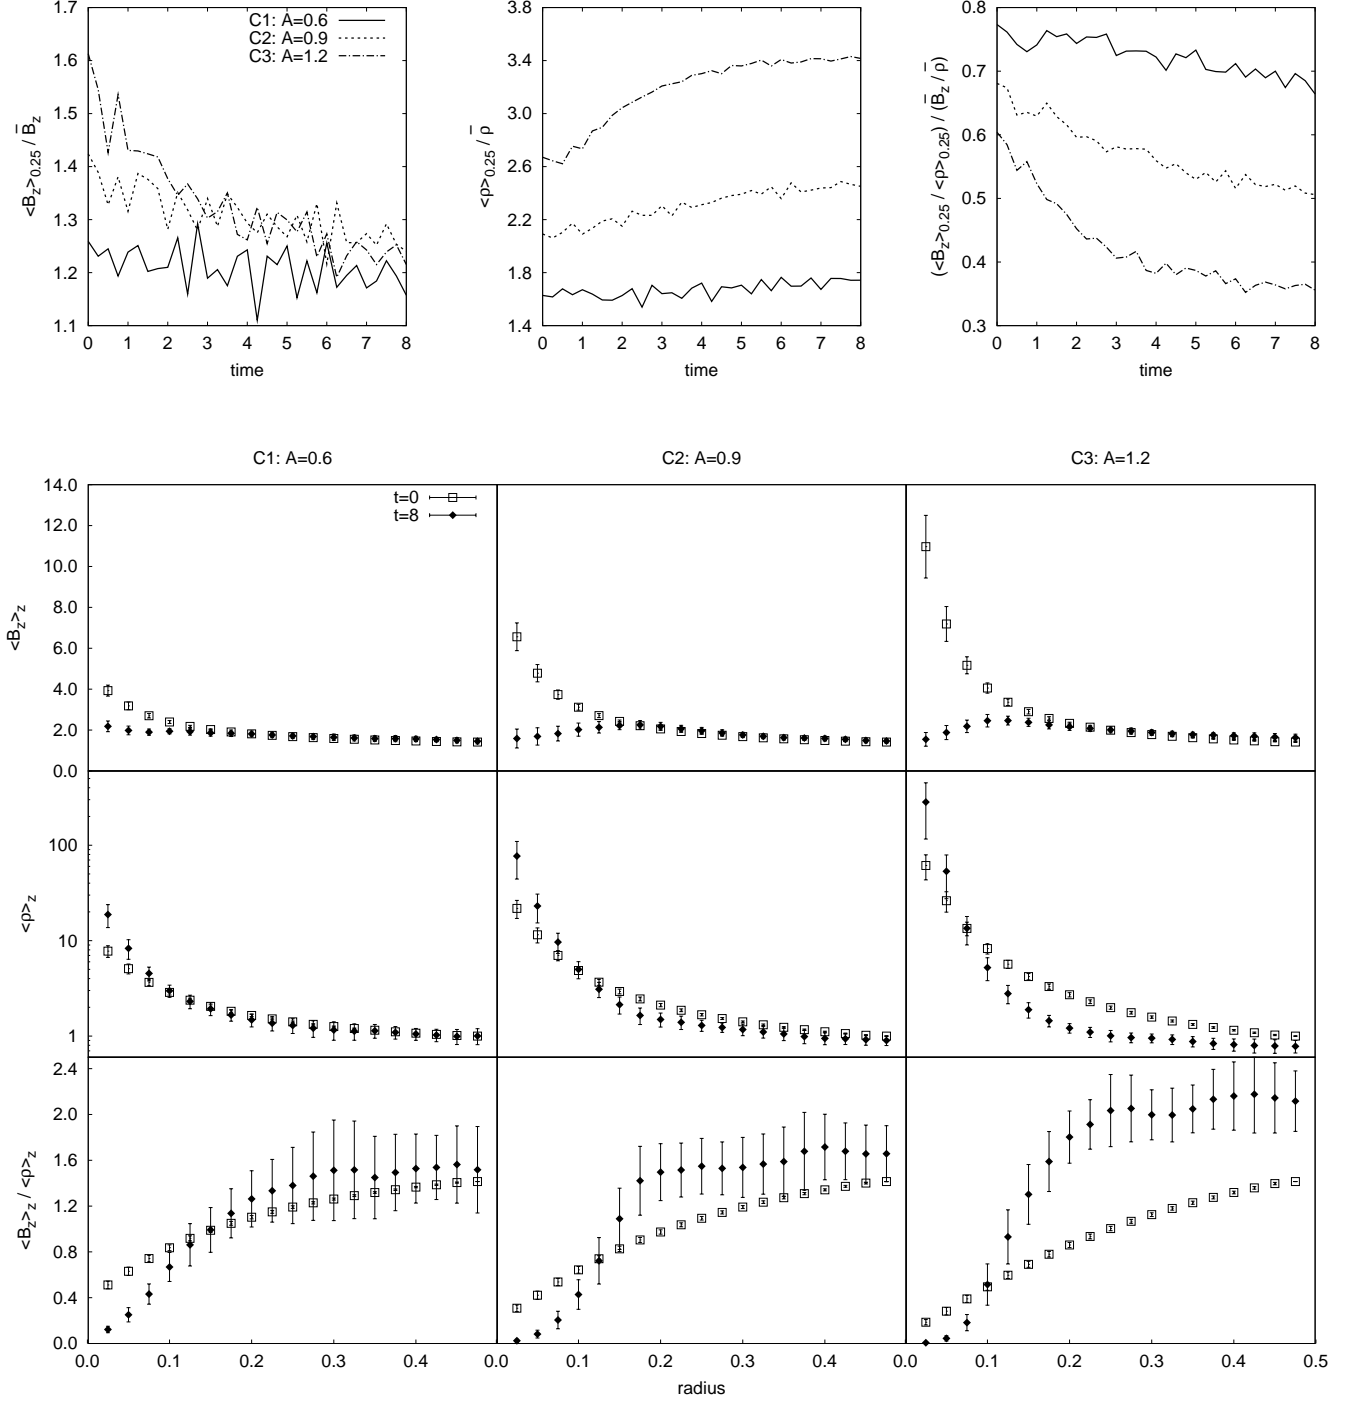 C1: A=0.6
C2: A=0.9
C3: A=1.2
1.7
1.6
1.5
1.4
1.3
1.2
1.1
<B_z>_0.25 / B̄_z
0 1 2 3 4 5 6 7 8
time
3.8
3.4
3.0
2.6
2.2
1.8
1.4
<ρ>_0.25 / ρ̄
0 1 2 3 4 5 6 7 8
time
0.8
0.7
0.6
0.5
0.4
0.3
(<B_z>_0.25 / <ρ>_0.25) / (B̄_z / ρ̄)
0 1 2 3 4 5 6 7 8
time
C1: A=0.6 C2: A=0.9 C3: A=1.2
t=0
t=8
14.0
12.0
10.0
8.0
6.0
4.0
2.0
0.0
<B_z>_z
100
10
1
<ρ>_z
2.4
2.0
1.6
1.2
0.8
0.4
0.0
<B_z>_z / <ρ>_z
0.0 0.1 0.2 0.3 0.4 0.0 0.1 0.2 0.3 0.4 0.0 0.1 0.2 0.3 0.4 0.5
radius